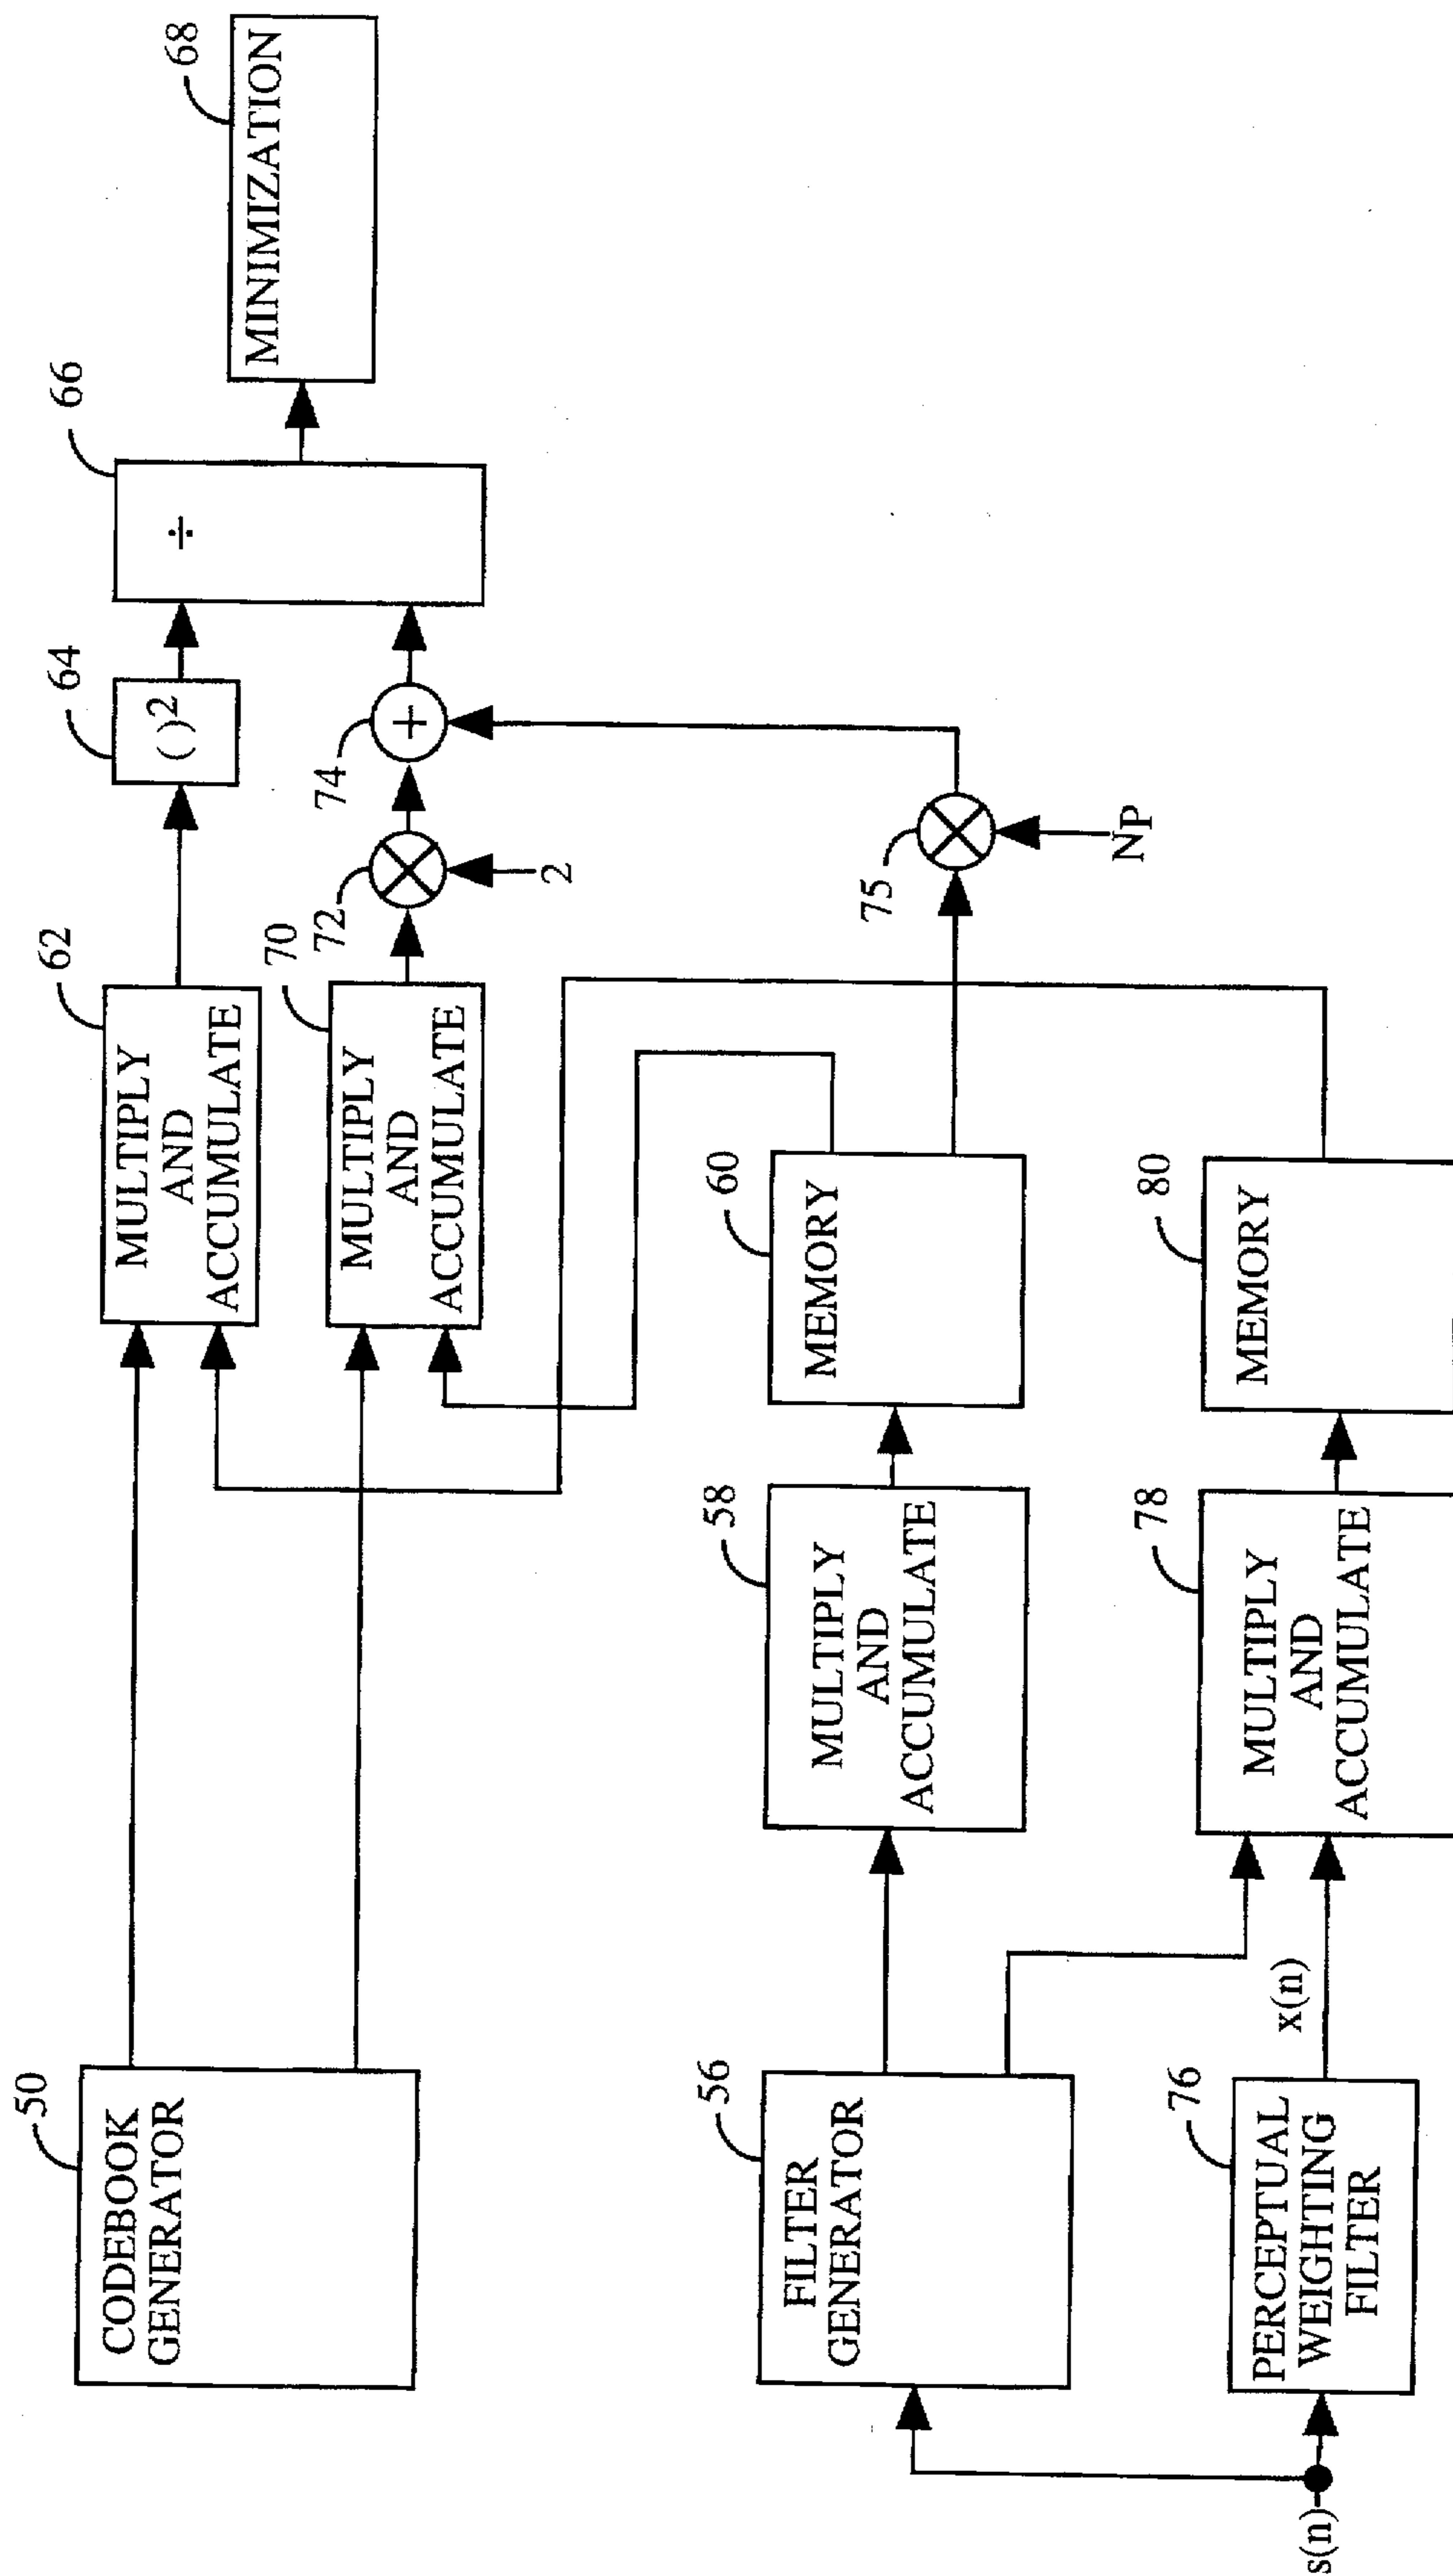 50
CODEBOOK
GENERATOR
62
MULTIPLY
AND
ACCUMULATE
64
( )²
66
÷
68
MINIMIZATION
70
MULTIPLY
AND
ACCUMULATE
72
2
74
+
56
FILTER
GENERATOR
58
MULTIPLY
AND
ACCUMULATE
60
MEMORY
75
Np
s(n)
76
PERCEPTUAL
WEIGHTING
FILTER
x(n)
78
MULTIPLY
AND
ACCUMULATE
80
MEMORY